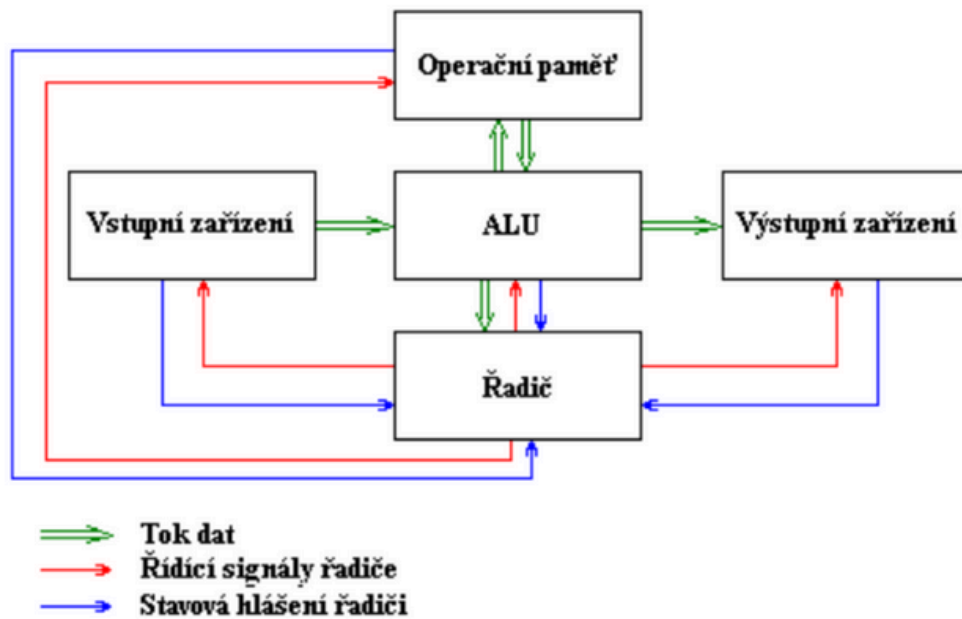 Operační paměť
Vstupní zařízení
ALU
Výstupní zařízení
Řadič
Tok dat
Řídící signály řadiče
Stavová hlášení řadiči